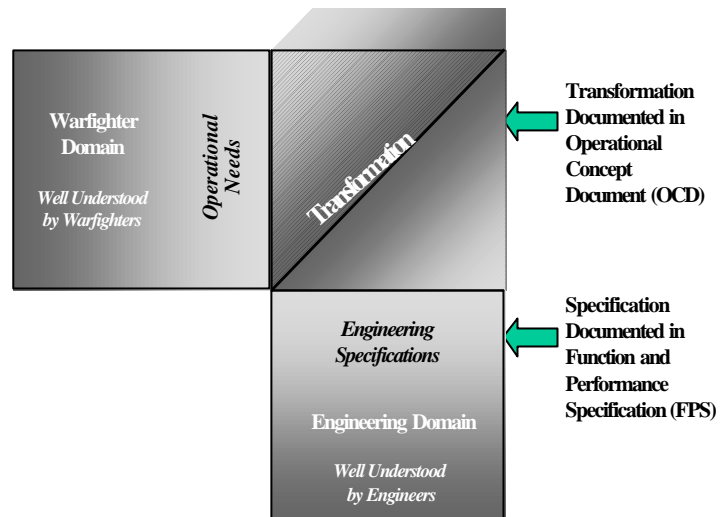 Warfighter
Domain
Well Understood
by Warfighters
Operational
Needs
Transformation
Transformation
Documented in
Operational
Concept
Document (OCD)
Engineering
Specifications
Engineering Domain
Well Understood
by Engineers
Specification
Documented in
Function and
Performance
Specification (FPS)